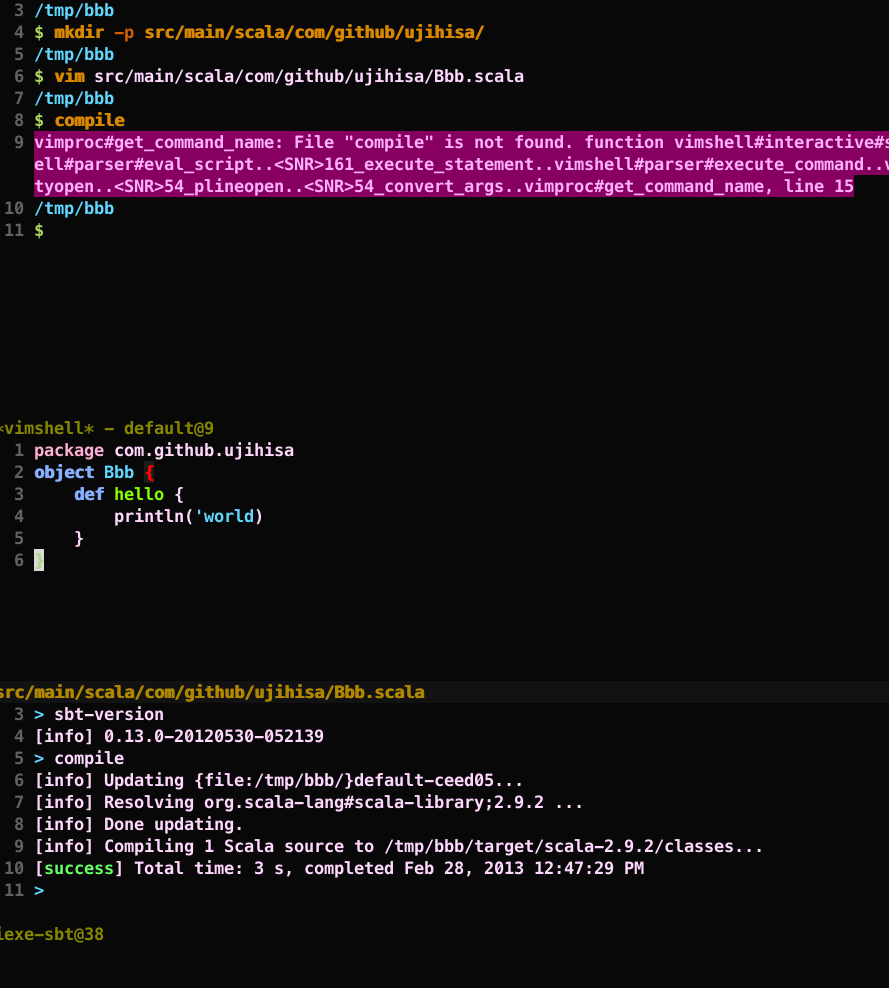 3 /tmp/bbb
4 $ mkdir -p src/main/scala/com/github/ujihisa/
5 /tmp/bbb
6 $ vim src/main/scala/com/github/ujihisa/Bbb.scala
7 /tmp/bbb
8 $ compile
9 vimproc#get_command_name: File "compile" is not found. function vimshell#interactive#s
ell#parser#eval_script..<SNR>161_execute_statement..vimshell#parser#execute_command..v
tyopen..<SNR>54_plineopen..<SNR>54_convert_args..vimproc#get_command_name, line 15
10 /tmp/bbb
11 $
*vimshell* - default@9
1 package com.github.ujihisa
2 object Bbb {
3     def hello {
4         println('world)
5     }
6 }
src/main/scala/com/github/ujihisa/Bbb.scala
3 > sbt-version
4 [info] 0.13.0-20120530-052139
5 > compile
6 [info] Updating {file:/tmp/bbb/}default-ceed05...
7 [info] Resolving org.scala-lang#scala-library;2.9.2 ...
8 [info] Done updating.
9 [info] Compiling 1 Scala source to /tmp/bbb/target/scala-2.9.2/classes...
10 [success] Total time: 3 s, completed Feb 28, 2013 12:47:29 PM
11 >
iexe-sbt@38